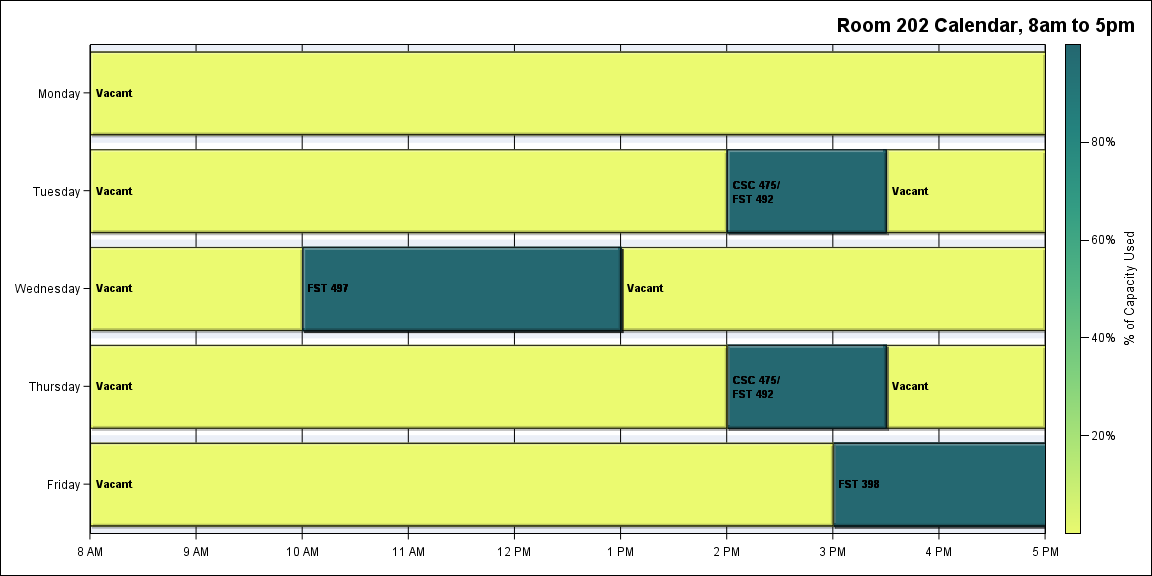 Room 202 Calendar, 8am to 5pm
Monday
Vacant
Tuesday
Vacant
CSC 475/
FST 492
Vacant
Wednesday
Vacant
FST 497
Vacant
Thursday
Vacant
CSC 475/
FST 492
Vacant
Friday
Vacant
FST 398
8 AM 9 AM 10 AM 11 AM 12 PM 1 PM 2 PM 3 PM 4 PM 5 PM
80%
60%
40%
20%
% of Capacity Used